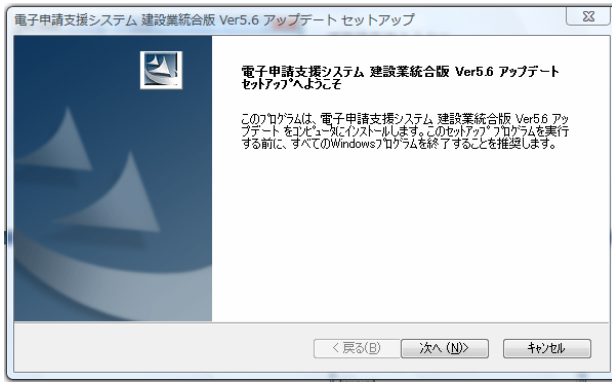 電子申請支援システム 建設業統合版 Ver5.6 アップデート セットアップ
電子申請支援システム 建設業統合版 Ver5.6 アップデート
セットアップへようこそ
このプログラムは、電子申請支援システム 建設業統合版 Ver5.6 アッ
プデート をコンピュータにインストールします。このセットアップ プログラムを実行
する前に、すべてのWindowsプログラムを終了することを推奨します。
< 戻る(B)
次へ (N)>
キャンセル